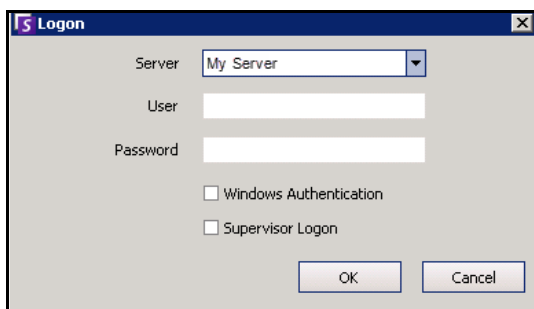 S Logon
Server My Server
User
Password
Windows Authentication
Supervisor Logon
OK Cancel